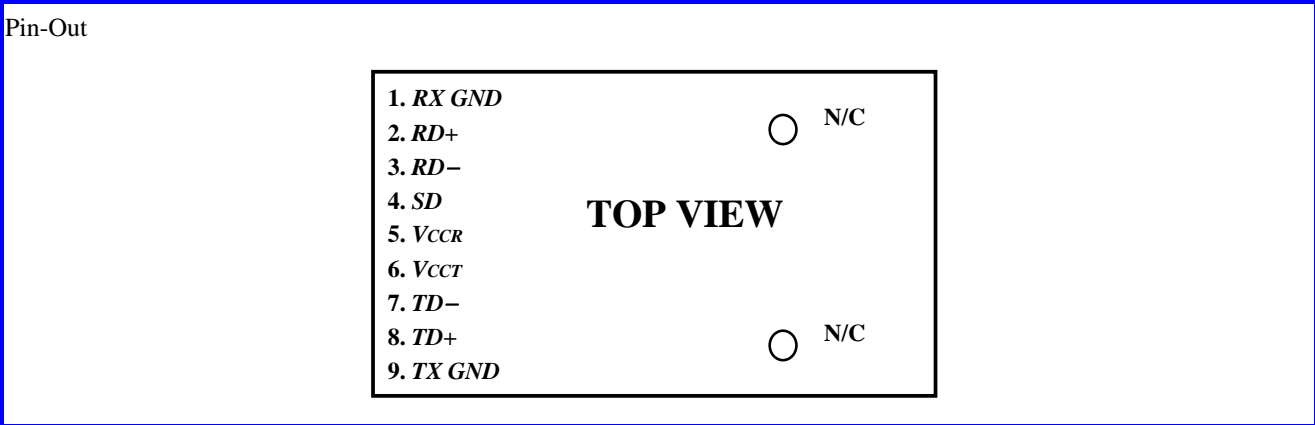 Pin-Out
1. RX GND
2. RD+
N/C
3. RD−
4. SD
TOP VIEW
5. VCCR
6. VCCT
7. TD−
8. TD+
N/C
9. TX GND